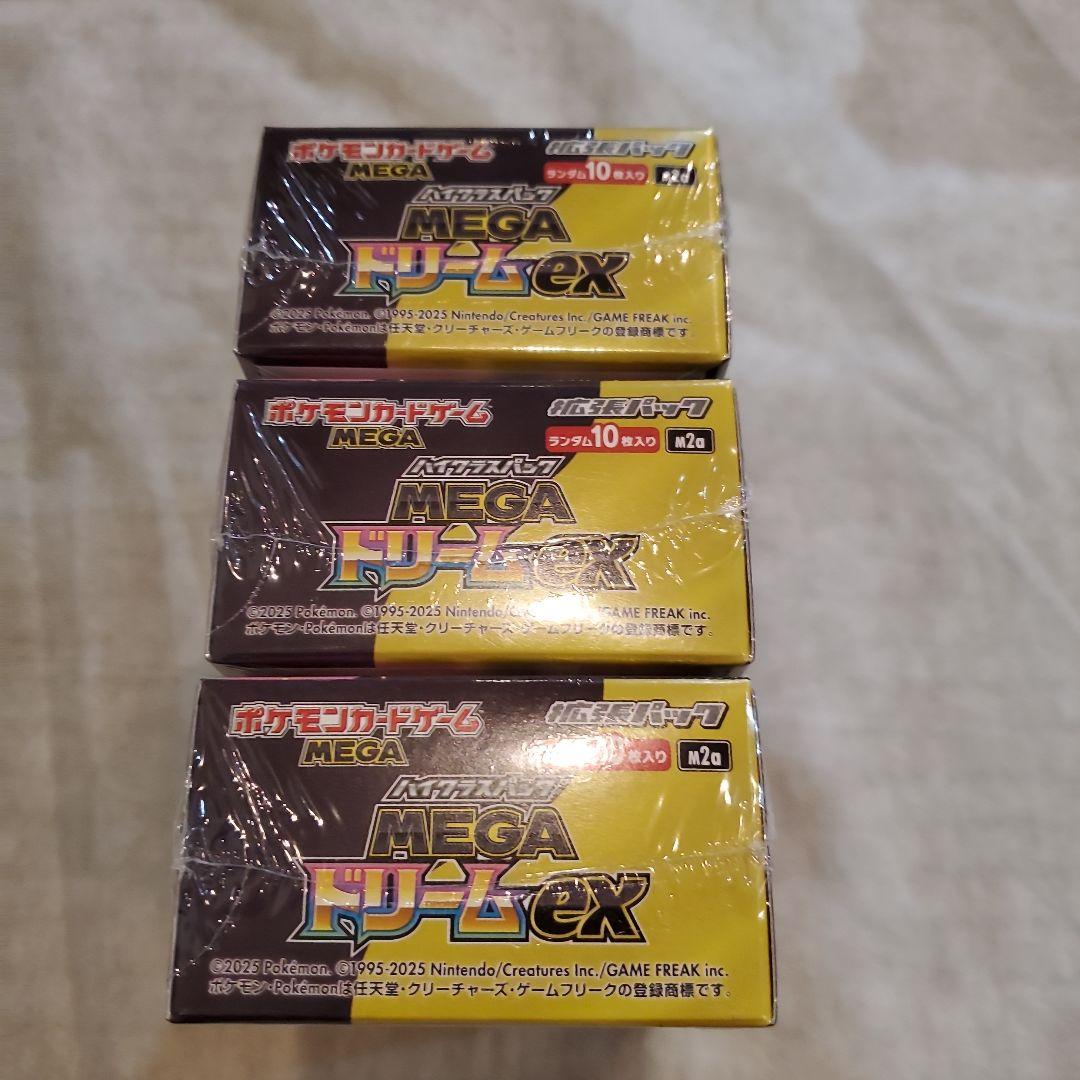 ポケモンカードゲーム 拡張パック
MEGA ランダム10枚入り M2a
ハイクラスパック
MEGA
ドリームex
©2025 Pokémon. ©1995-2025 Nintendo/Creatures Inc./GAME FREAK inc.
ポケモン・Pokémonは任天堂・クリーチャーズ・ゲームフリークの登録商標です。
ポケモンカードゲーム 拡張パック
MEGA ランダム10枚入り M2a
ハイクラスパック
MEGA
ドリームex
©2025 Pokémon. ©1995-2025 Nintendo/Creatures Inc./GAME FREAK inc.
ポケモン・Pokémonは任天堂・クリーチャーズ・ゲームフリークの登録商標です。
ポケモンカードゲーム 拡張パック
MEGA 枚入り M2a
ハイクラスパック
MEGA
ドリームex
©2025 Pokémon. ©1995-2025 Nintendo/Creatures Inc./GAME FREAK inc.
ポケモン・Pokémonは任天堂・クリーチャーズ・ゲームフリークの登録商標です。